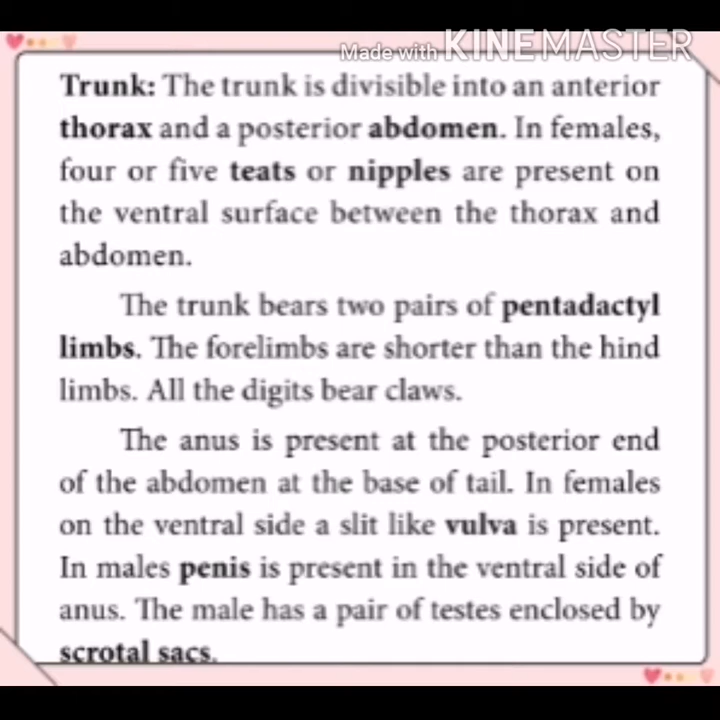 Made with KINEMASTER
Trunk: The trunk is divisible into an anterior
thorax and a posterior abdomen. In females,
four or five teats or nipples are present on
the ventral surface between the thorax and
abdomen.
The trunk bears two pairs of pentadactyl
limbs. The forelimbs are shorter than the hind
limbs. All the digits bear claws.
The anus is present at the posterior end
of the abdomen at the base of tail. In females
on the ventral side a slit like vulva is present.
In males penis is present in the ventral side of
anus. The male has a pair of testes enclosed by
scrotal sacs.